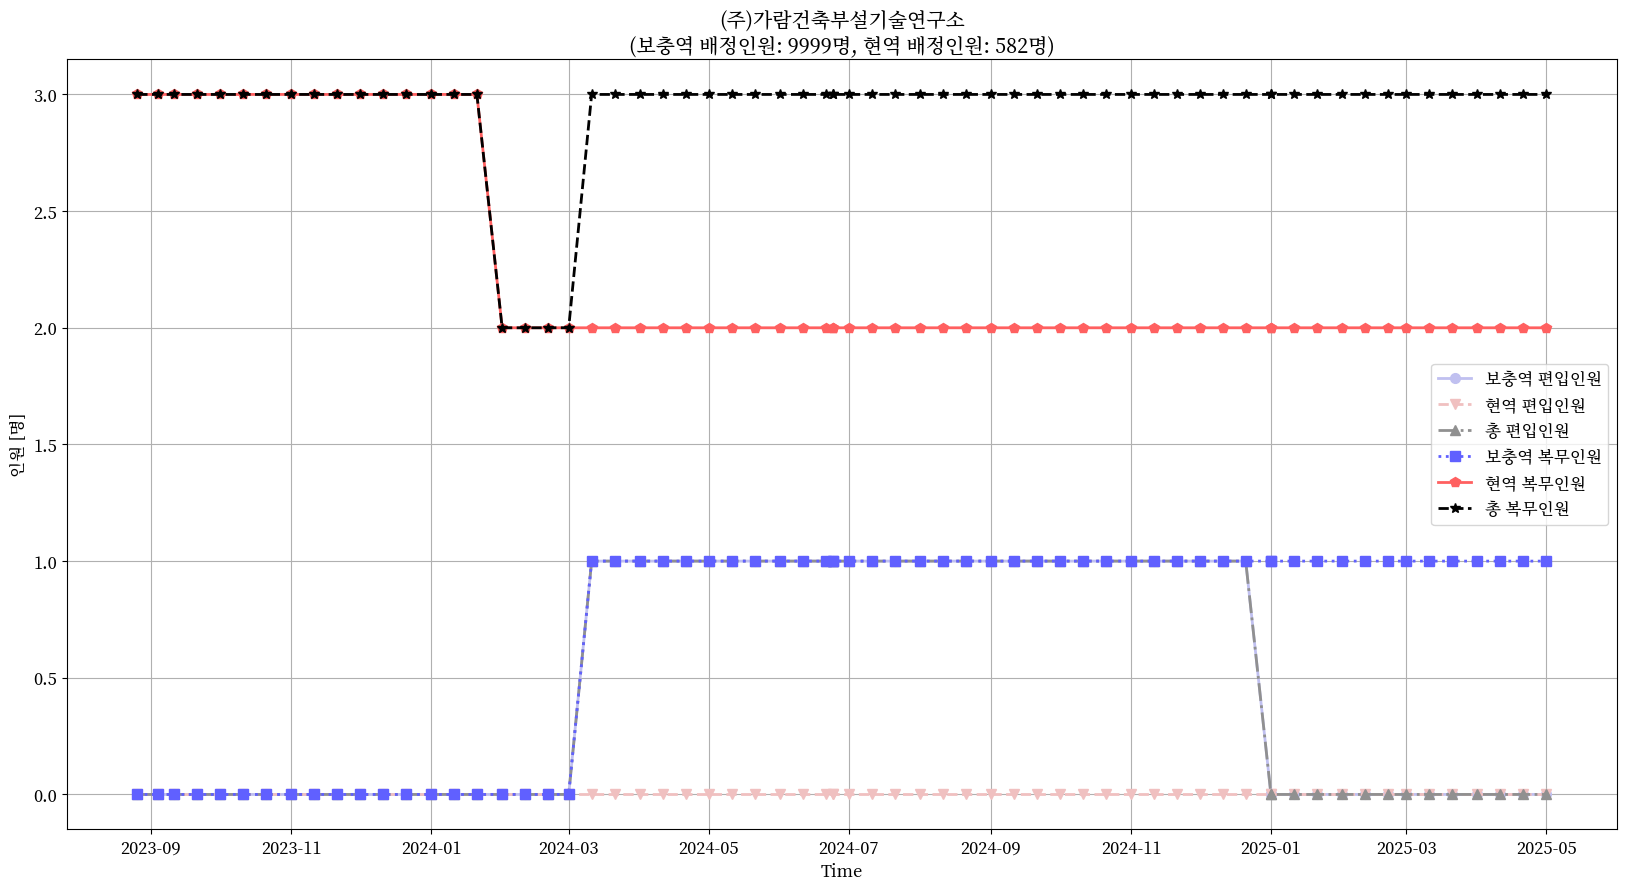 (주)가람건축부설기술연구소
(보충역 배정인원: 9999명, 현역 배정인원: 582명)
인원 [명]
3.0
2.5
2.0
1.5
1.0
0.5
0.0
보충역 편입인원
현역 편입인원
총 편입인원
보충역 복무인원
현역 복무인원
총 복무인원
2023-09
2023-11
2024-01
2024-03
2024-05
2024-07
2024-09
2024-11
2025-01
2025-03
2025-05
Time